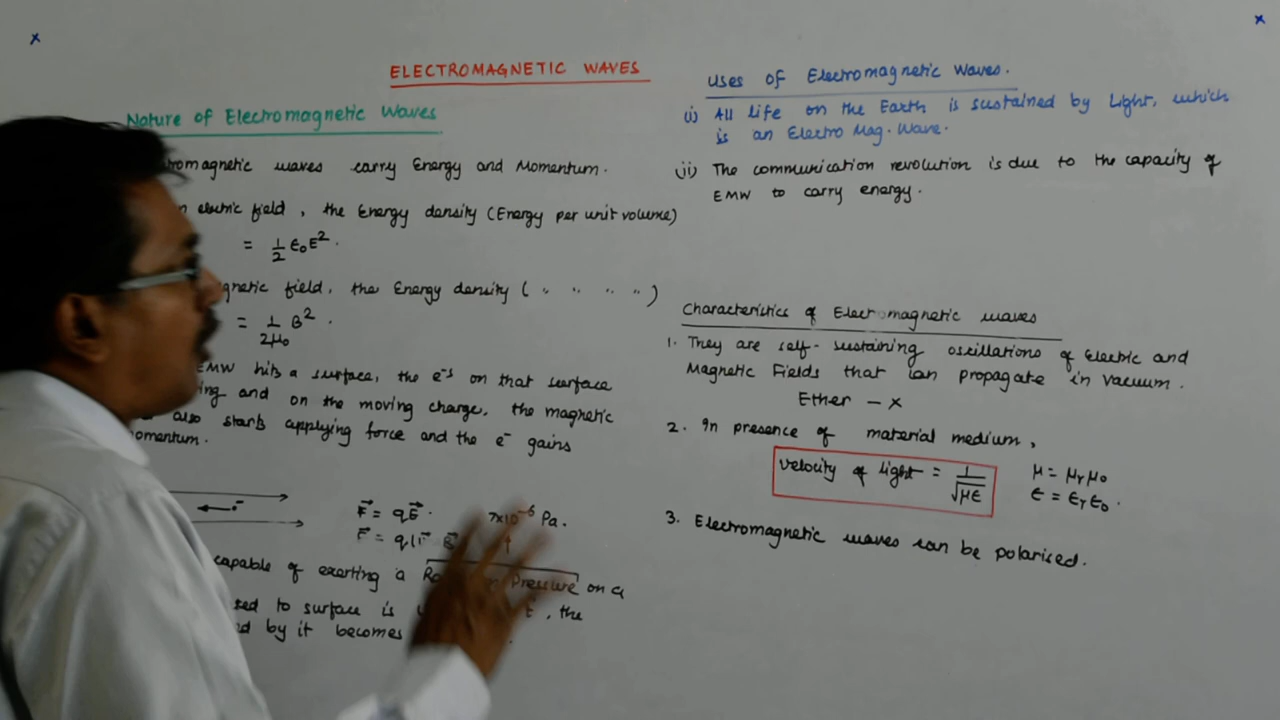 x
x
ELECTROMAGNETIC WAVES
Nature of Electromagnetic Waves
tromagnetic waves carry Energy and Momentum.
electric field, the Energy density (Energy per unit volume)
= 1/2 ε₀E².
gnetic field, the Energy density ( " " " " )
= 1/2μ₀ B².
EMW hits a surface, the e⁻s on that surface
ing and on the moving charge, the magnetic
also starts applying force and the e⁻ gains
omentum.
e⁻
F⃗ = qE⃗.
7x10⁻⁶ Pa.
F⃗ = q(v⃗
capable of exerting a Pressure on a
sed to surface is , the
d by it becomes
Uses of Electromagnetic Waves.
(i) All life on the Earth is sustained by Light, which
is an Electro Mag. Wave.
(ii) The communication revolution is due to the capacity of
EMW to carry energy.
Characteristics of Electromagnetic waves
1. They are self-sustaining oscillations of Electric and
Magnetic Fields that can propagate in vacuum.
Ether – x
2. In presence of material medium,
Velocity of light = 1/√με
μ = μᵣμ₀
ε = εᵣε₀.
3. Electromagnetic waves can be polarised.